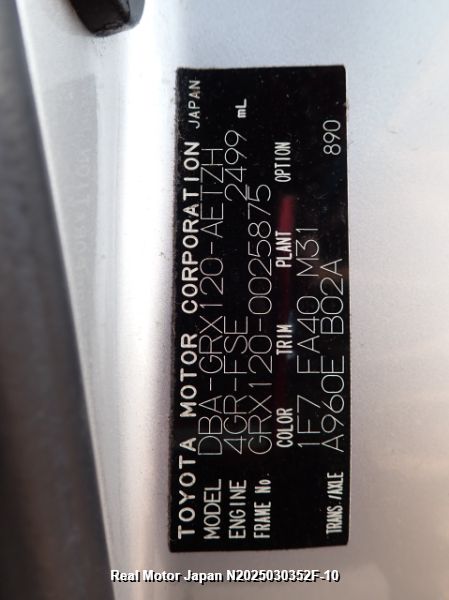 TOYOTA MOTOR CORPORATION JAPAN
MODEL DBA-GRX120-AETZH
ENGINE 4GR-FSE 2499 mL
FRAME No. GRX120-0025875
COLOR TRIM PLANT OPTION
1F7 FA40 M31 890
TRANS./AXLE A960E B02A
Real Motor Japan N2025030352F-10